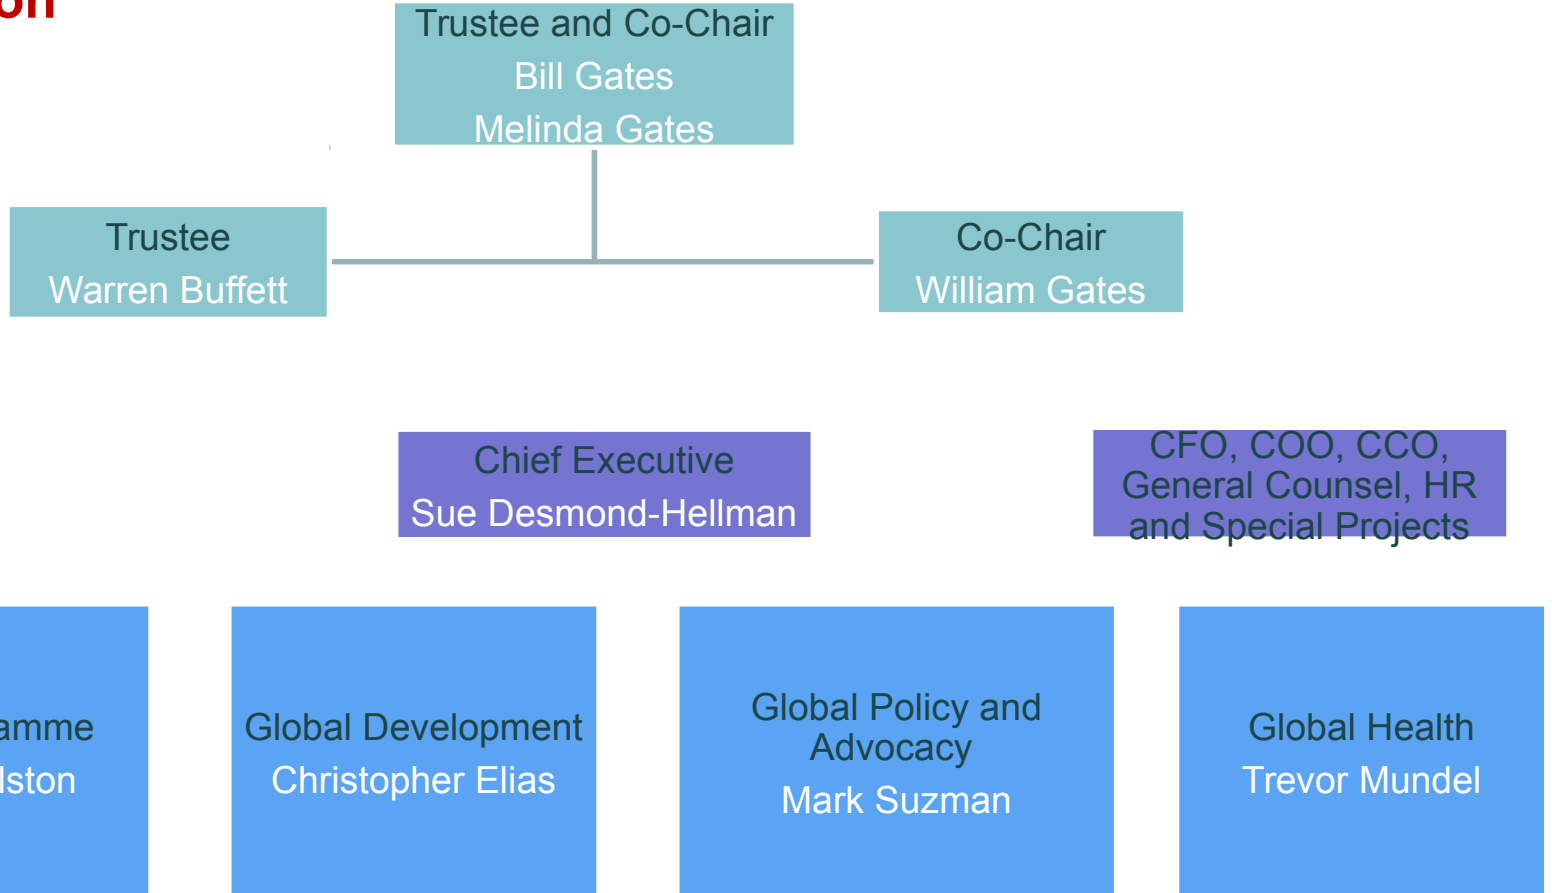 on
Trustee and Co-Chair
Bill Gates
Melinda Gates
Trustee
Warren Buffett
Co-Chair
William Gates
Chief Executive
Sue Desmond-Hellman
CFO, COO, CCO,
General Counsel, HR
and Special Projects
amme
lston
Global Development
Christopher Elias
Global Policy and
Advocacy
Mark Suzman
Global Health
Trevor Mundel